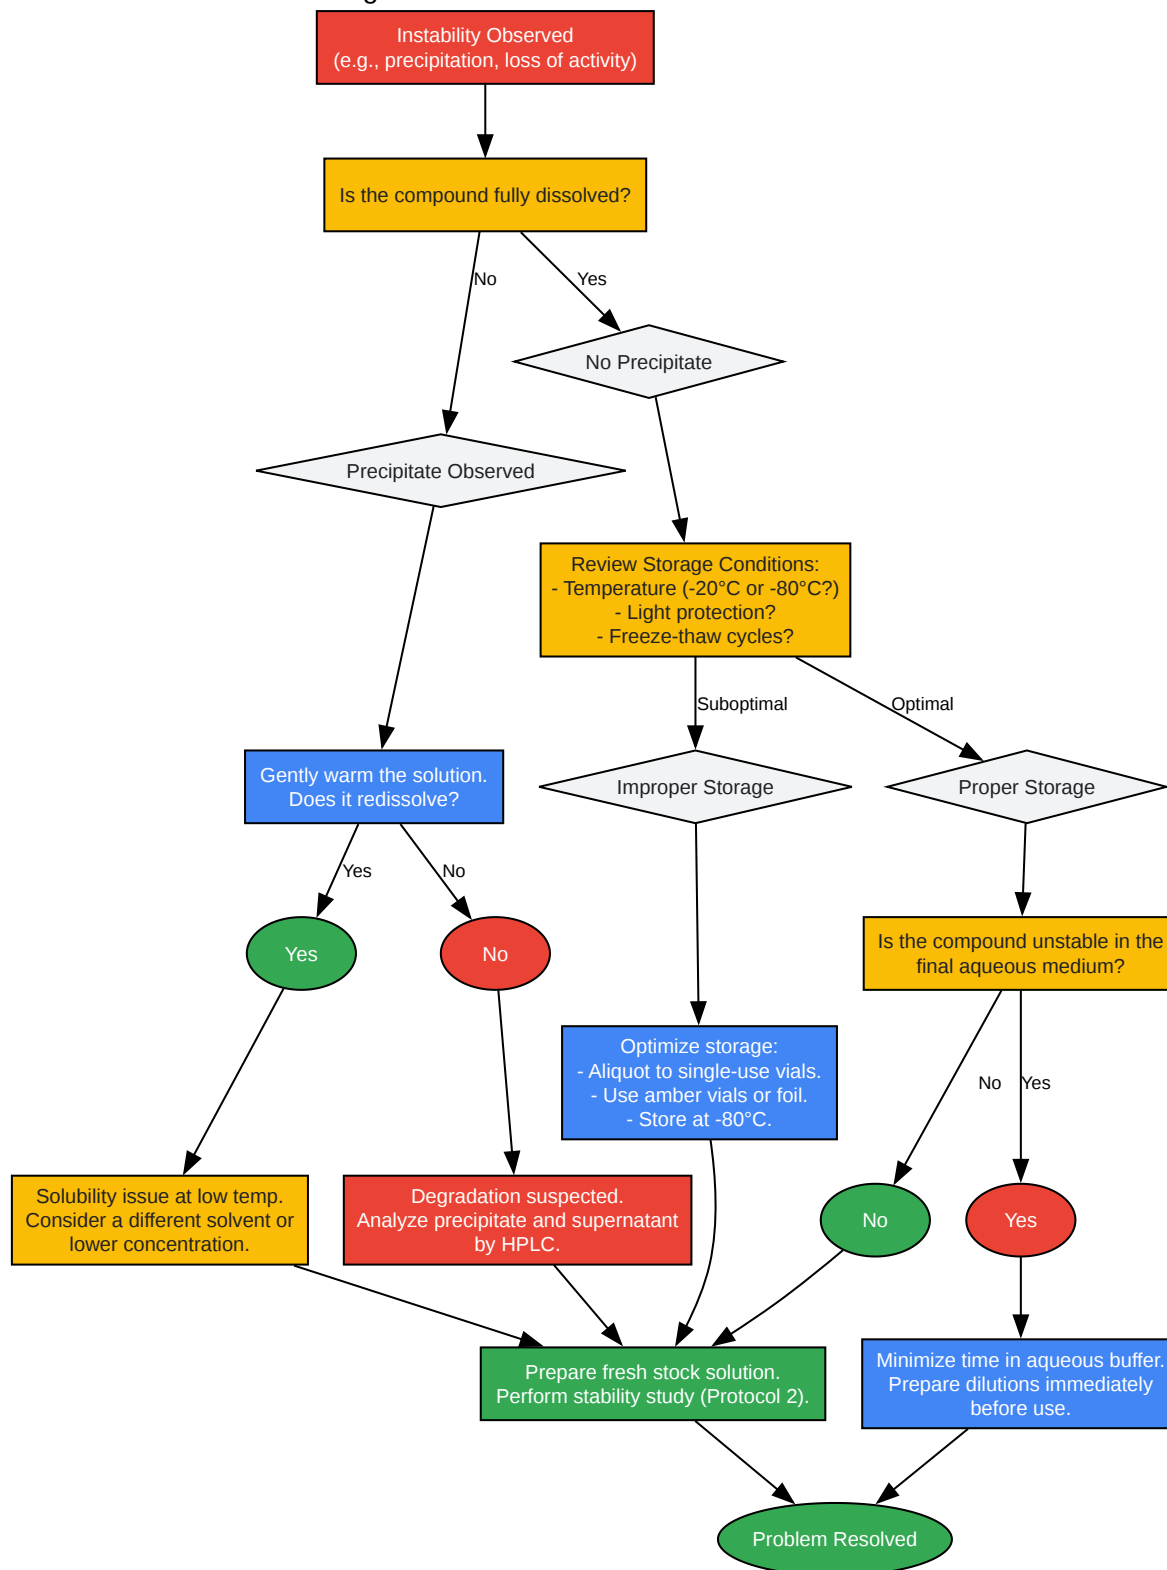 Instability Observed
(e.g., precipitation, loss of activity)
Is the compound fully dissolved?
No
Yes
No Precipitate
Precipitate Observed
Review Storage Conditions:
- Temperature (-20°C or -80°C?)
- Light protection?
- Freeze-thaw cycles?
Suboptimal
Optimal
Gently warm the solution.
Does it redissolve?
Improper Storage
Proper Storage
Yes
No
Yes
No
Is the compound unstable in the
final aqueous medium?
Optimize storage:
- Aliquot to single-use vials.
- Use amber vials or foil.
- Store at -80°C.
No
Yes
Solubility issue at low temp.
Consider a different solvent or
lower concentration.
Degradation suspected.
Analyze precipitate and supernatant
by HPLC.
No
Yes
Prepare fresh stock solution.
Perform stability study (Protocol 2).
Minimize time in aqueous buffer.
Prepare dilutions immediately
before use.
Problem Resolved